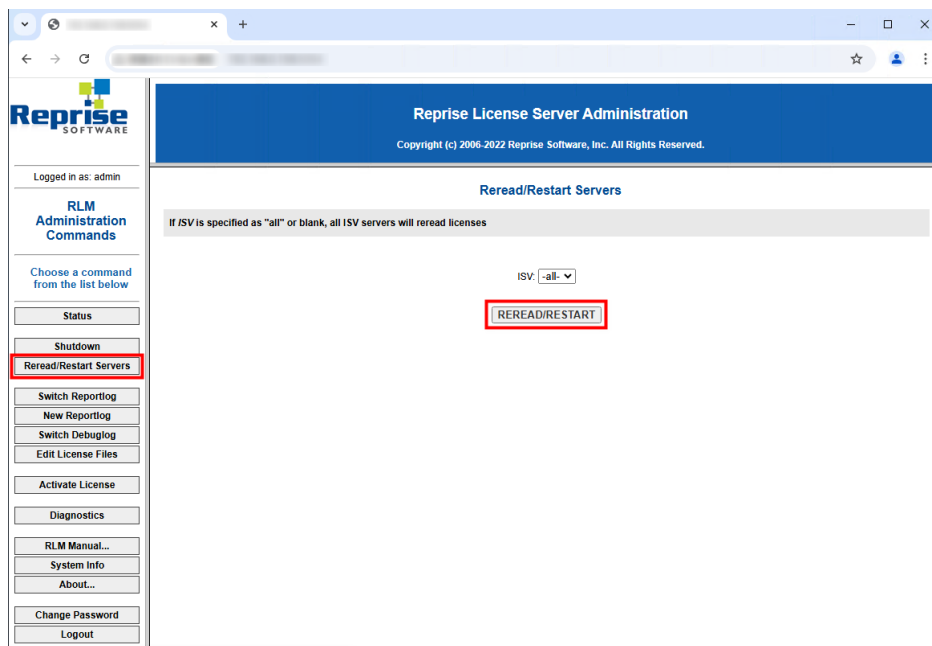 Reprise
SOFTWARE
Logged in as: admin
RLM
Administration
Commands
Choose a command
from the list below
Status
Shutdown
Reread/Restart Servers
Switch Reportlog
New Reportlog
Switch Debuglog
Edit License Files
Activate License
Diagnostics
RLM Manual...
System Info
About...
Change Password
Logout
Reprise License Server Administration
Copyright (c) 2006-2022 Reprise Software, Inc. All Rights Reserved.
Reread/Restart Servers
If ISV is specified as "all" or blank, all ISV servers will reread licenses
ISV: -all-
REREAD/RESTART